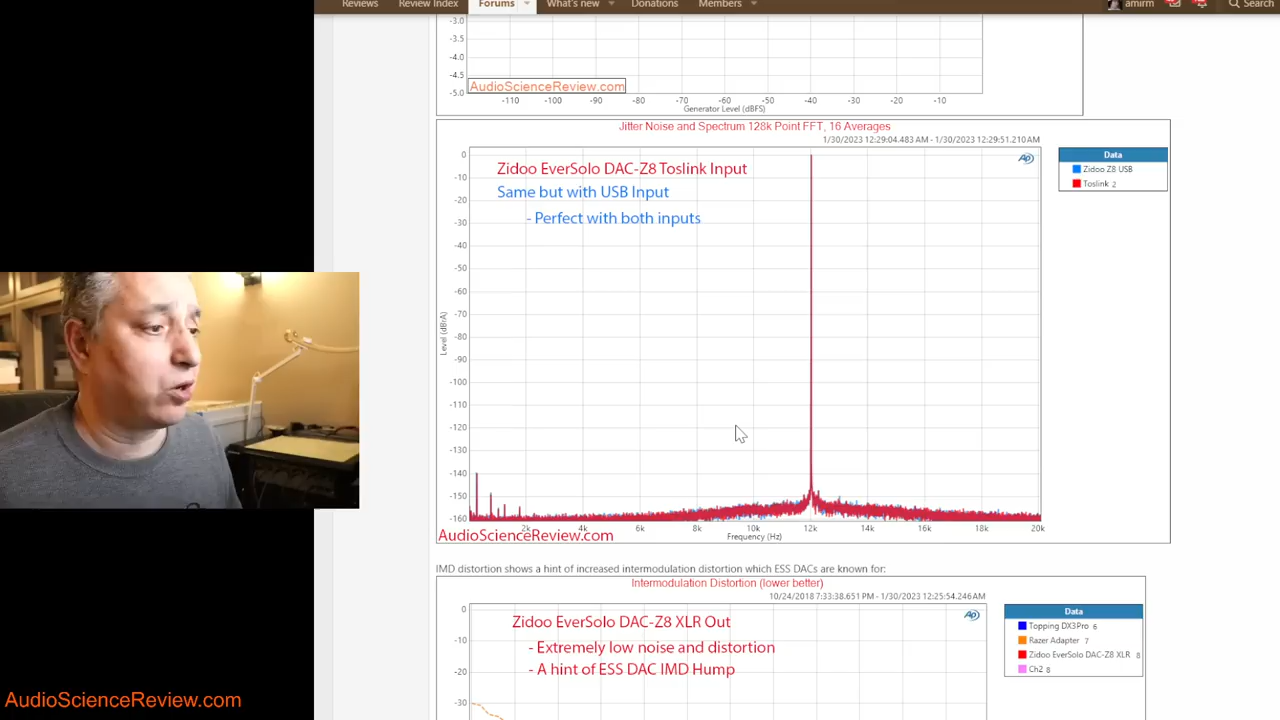 Reviews Review Index Forums What's new Donations Members amirm Search
-3.0
-3.5
-4.0
-4.5
-5.0
AudioScienceReview.com
-110 -100 -90 -80 -70 -60 -50 -40 -30 -20 -10
Generator Level (dBFS)
Jitter Noise and Spectrum 128k Point FFT, 16 Averages
1/30/2023 12:29:04.483 AM - 1/30/2023 12:29:51.210 AM
Zidoo EverSolo DAC-Z8 Toslink Input
Same but with USB Input
- Perfect with both inputs
AP
Data
Zidoo Z8 USB
Toslink 2
Level (dBrA)
0
-10
-20
-30
-40
-50
-60
-70
-80
-90
-100
-110
-120
-130
-140
-150
-160
2k 4k 6k 8k 10k 12k 14k 16k 18k 20k
Frequency (Hz)
AudioScienceReview.com
IMD distortion shows a hint of increased intermodulation distortion which ESS DACs are known for:
Intermodulation Distortion (lower better)
10/24/2018 7:33:38.651 PM - 1/30/2023 12:25:54.246 AM
Zidoo EverSolo DAC-Z8 XLR Out
- Extremely low noise and distortion
- A hint of ESS DAC IMD Hump
AP
Data
Topping DX3Pro 6
Razer Adapter 7
Zidoo EverSolo DAC-Z8 XLR 8
Ch2 8
0
-10
-20
-30
AudioScienceReview.com